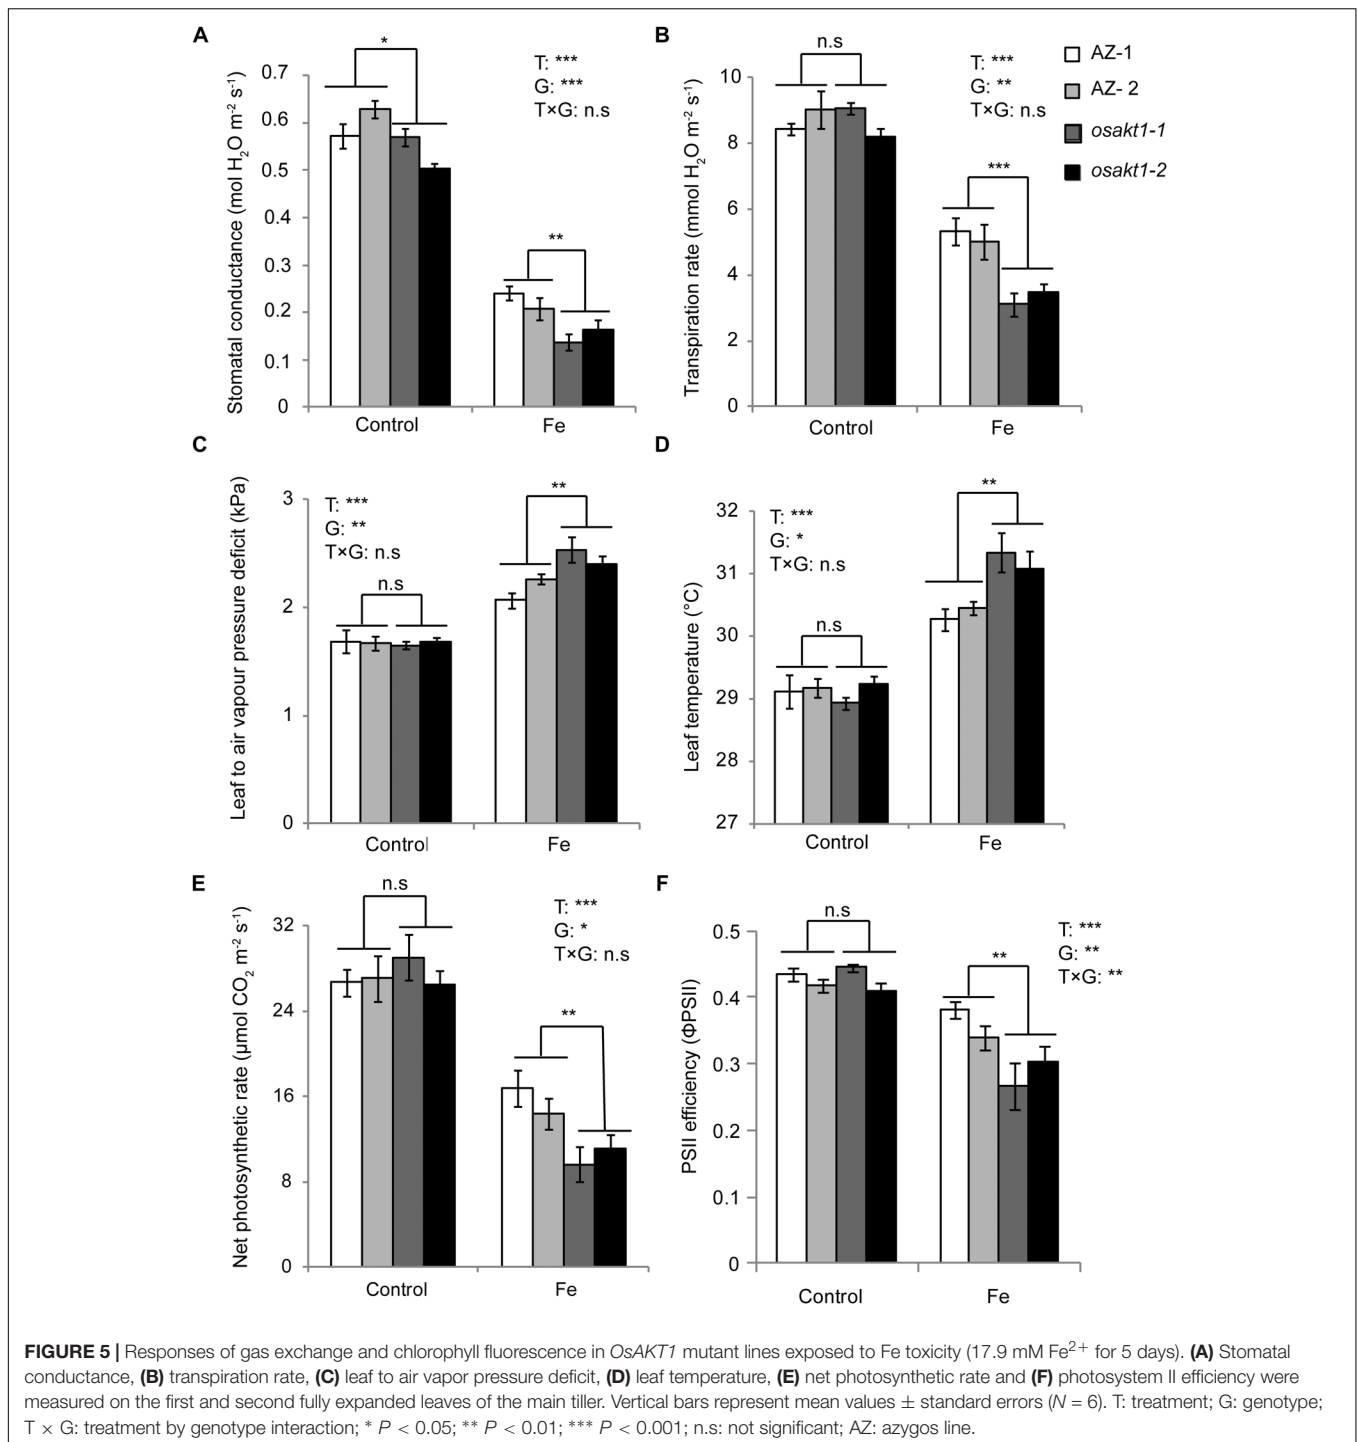 A
*
T: ***
G: ***
T×G: n.s
0.7
0.6
0.5
0.4
0.3
0.2
0.1
0
Stomatal conductance (mol H₂O m⁻² s⁻¹)
**
Control
Fe
B
n.s
T: ***
G: **
T×G: n.s
10
8
6
4
2
0
Transpiration rate (mmol H₂O m⁻² s⁻¹)
***
Control
Fe
AZ-1
AZ- 2
osakt1-1
osakt1-2
C
T: ***
G: **
T×G: n.s
3
2
1
0
Leaf to air vapour pressure deficit (kPa)
n.s
**
Control
Fe
D
T: ***
G: *
T×G: n.s
32
31
30
29
28
27
Leaf temperature (°C)
n.s
**
Control
Fe
E
n.s
T: ***
G: *
T×G: n.s
32
24
16
8
0
Net photosynthetic rate (µmol CO₂ m⁻² s⁻¹)
**
Control
Fe
F
n.s
T: ***
G: **
T×G: **
0.5
0.4
0.3
0.2
0.1
0
PSII efficiency (ΦPSII)
**
Control
Fe
FIGURE 5 | Responses of gas exchange and chlorophyll fluorescence in OsAKT1 mutant lines exposed to Fe toxicity (17.9 mM Fe²⁺ for 5 days). (A) Stomatal
conductance, (B) transpiration rate, (C) leaf to air vapor pressure deficit, (D) leaf temperature, (E) net photosynthetic rate and (F) photosystem II efficiency were
measured on the first and second fully expanded leaves of the main tiller. Vertical bars represent mean values ± standard errors (N = 6). T: treatment; G: genotype;
T × G: treatment by genotype interaction; * P < 0.05; ** P < 0.01; *** P < 0.001; n.s: not significant; AZ: azygos line.